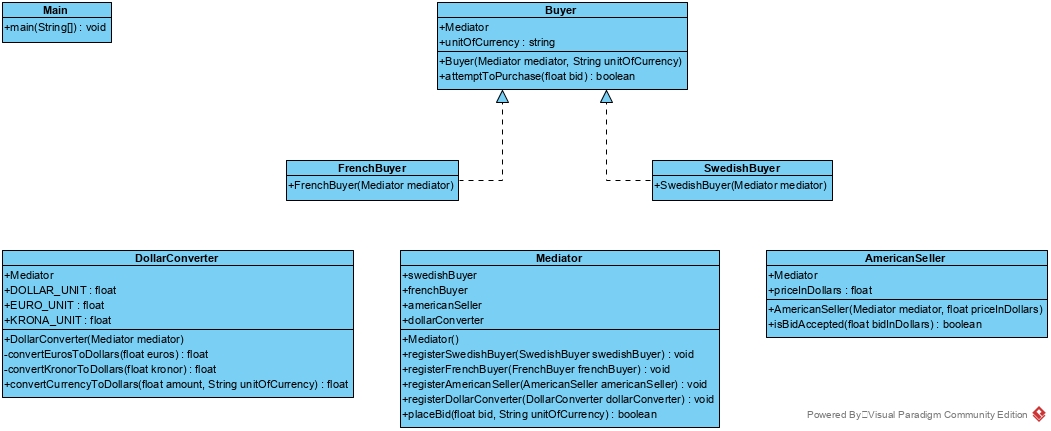 Main
+main(String[]) : void
Buyer
+Mediator
+unitOfCurrency : string
+Buyer(Mediator mediator, String unitOfCurrency)
+attemptToPurchase(float bid) : boolean
FrenchBuyer
+FrenchBuyer(Mediator mediator)
SwedishBuyer
+SwedishBuyer(Mediator mediator)
DollarConverter
+Mediator
+DOLLAR_UNIT : float
+EURO_UNIT : float
+KRONA_UNIT : float
+DollarConverter(Mediator mediator)
-convertEurosToDollars(float euros) : float
-convertKronorToDollars(float kronor) : float
+convertCurrencyToDollars(float amount, String unitOfCurrency) : float
Mediator
+swedishBuyer
+frenchBuyer
+americanSeller
+dollarConverter
+Mediator()
+registerSwedishBuyer(SwedishBuyer swedishBuyer) : void
+registerFrenchBuyer(FrenchBuyer frenchBuyer) : void
+registerAmericanSeller(AmericanSeller americanSeller) : void
+registerDollarConverter(DollarConverter dollarConverter) : void
+placeBid(float bid, String unitOfCurrency) : boolean
AmericanSeller
+Mediator
+priceInDollars : float
+AmericanSeller(Mediator mediator, float priceInDollars)
+isBidAccepted(float bidInDollars) : boolean
Powered By Visual Paradigm Community Edition